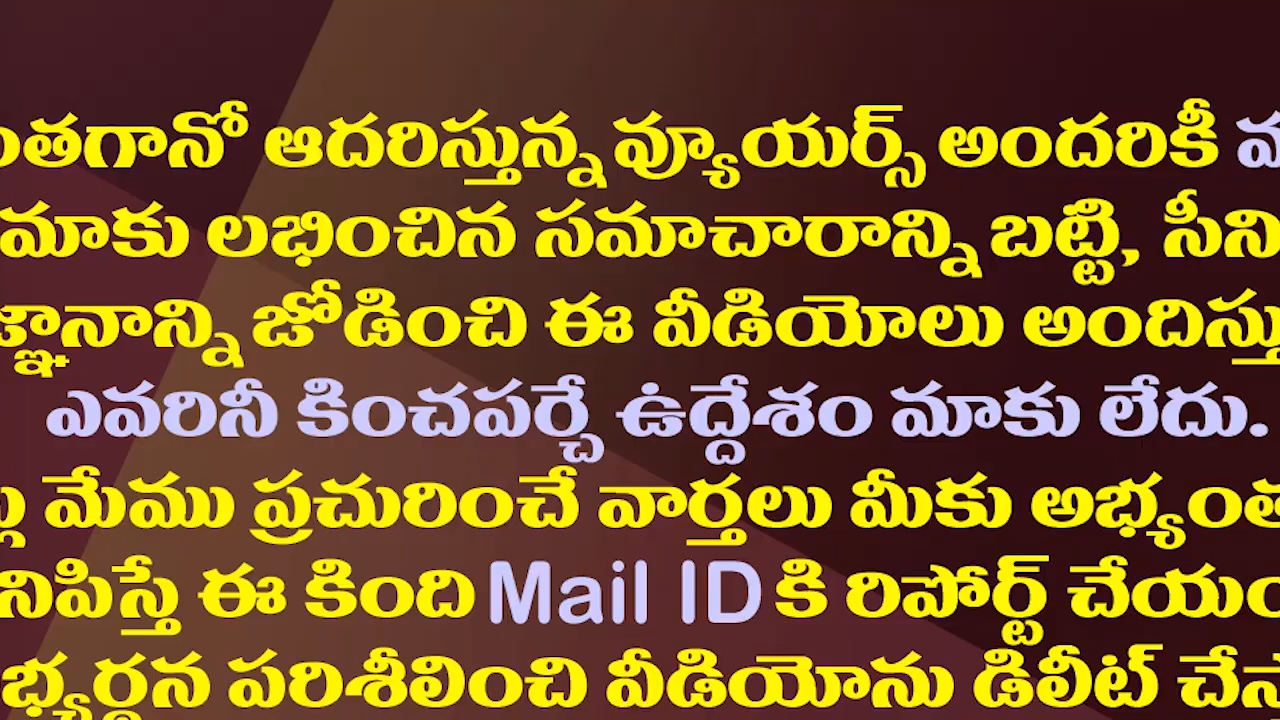 ంతగానో ఆదరిస్తున్న వ్యూయర్స్ అందరికీ
మాకు లభించిన సమాచారాన్ని బట్టి, సీని
జ్ఞానాన్ని జోడించి ఈ వీడియోలు అందిస్తు
ఎవరినీ కించపర్చే ఉద్దేశం మాకు లేదు.
మేము ప్రచురించే వార్తలు మీకు అభ్యంత
నిపిస్తే ఈ కింది Mail ID కి రిపోర్ట్ చేయం
భ్యర్ధన పరిశీలించి వీడియోను డిలీట్ చేస